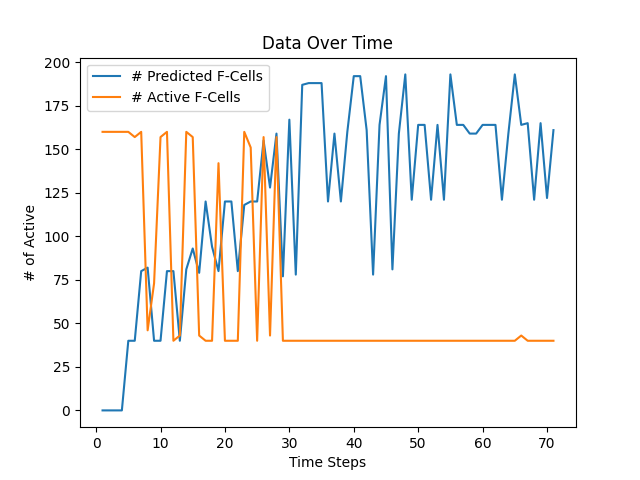 Data Over Time
# Predicted F-Cells
# Active F-Cells
# of Active
200
175
150
125
100
75
50
25
0
0 10 20 30 40 50 60 70
Time Steps